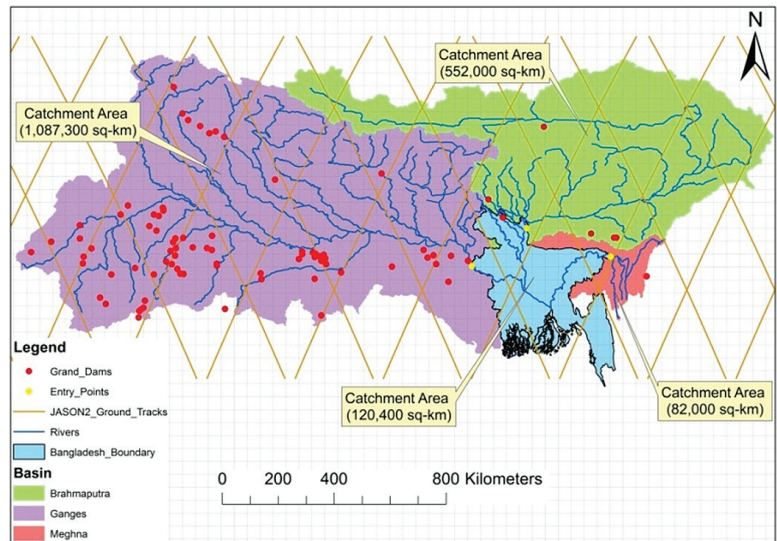 N
Catchment Area
(552,000 sq-km)
Catchment Area
(1,087,300 sq-km)
Catchment Area
(120,400 sq-km)
Catchment Area
(82,000 sq-km)
Legend
Grand_Dams
Entry_Points
JASON2_Ground_Tracks
Rivers
Bangladesh_Boundary
Basin
Brahmaputra
Ganges
Meghna
0 200 400 800 Kilometers